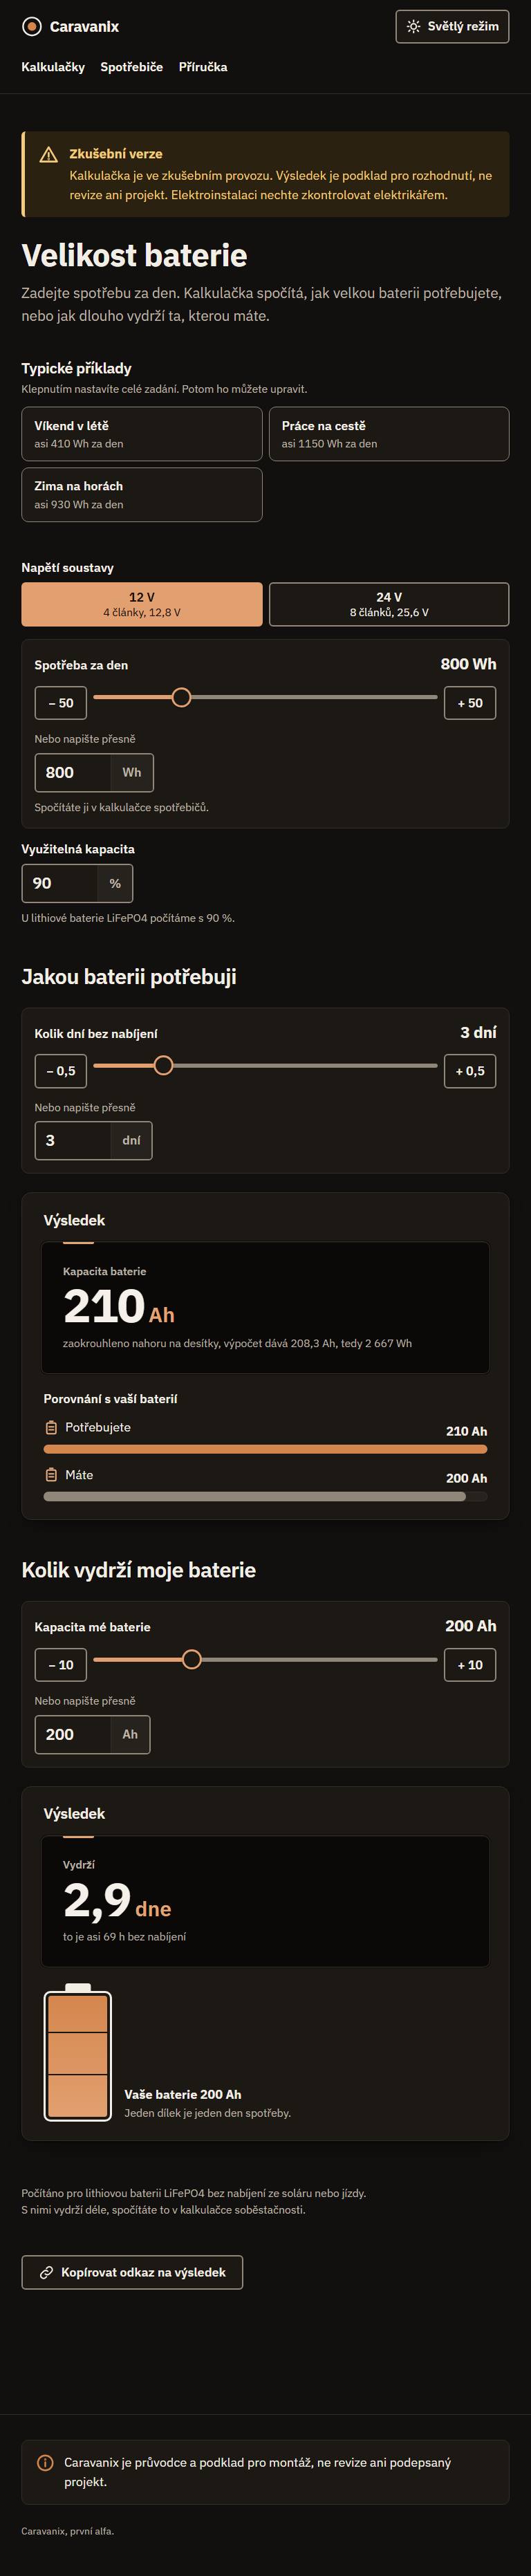 Caravanix
Světlý režim
Kalkulačky Spotřebiče Příručka
Zkušební verze
Kalkulačka je ve zkušebním provozu. Výsledek je podklad pro rozhodnutí, ne
revize ani projekt. Elektroinstalaci nechte zkontrolovat elektrikářem.
Velikost baterie
Zadejte spotřebu za den. Kalkulačka spočítá, jak velkou baterii potřebujete,
nebo jak dlouho vydrží ta, kterou máte.
Typické příklady
Klepnutím nastavíte celé zadání. Potom ho můžete upravit.
Víkend v létě
asi 410 Wh za den
Práce na cestě
asi 1150 Wh za den
Zima na horách
asi 930 Wh za den
Napětí soustavy
12 V
4 články, 12,8 V
24 V
8 článků, 25,6 V
Spotřeba za den
800 Wh
− 50
+ 50
Nebo napište přesně
800 Wh
Spočítáte ji v kalkulačce spotřebičů.
Využitelná kapacita
90 %
U lithiové baterie LiFePO4 počítáme s 90 %.
Jakou baterii potřebuji
Kolik dní bez nabíjení
3 dní
− 0,5
+ 0,5
Nebo napište přesně
3 dní
Výsledek
Kapacita baterie
210 Ah
zaokrouhleno nahoru na desítky, výpočet dává 208,3 Ah, tedy 2 667 Wh
Porovnání s vaší baterií
Potřebujete
210 Ah
Máte
200 Ah
Kolik vydrží moje baterie
Kapacita mé baterie
200 Ah
− 10
+ 10
Nebo napište přesně
200 Ah
Výsledek
Vydrží
2,9 dne
to je asi 69 h bez nabíjení
Vaše baterie 200 Ah
Jeden dílek je jeden den spotřeby.
Počítáno pro lithiovou baterii LiFePO4 bez nabíjení ze soláru nebo jízdy.
S nimi vydrží déle, spočítáte to v kalkulačce soběstačnosti.
Kopírovat odkaz na výsledek
Caravanix je průvodce a podklad pro montáž, ne revize ani podepsaný
projekt.
Caravanix, první alfa.